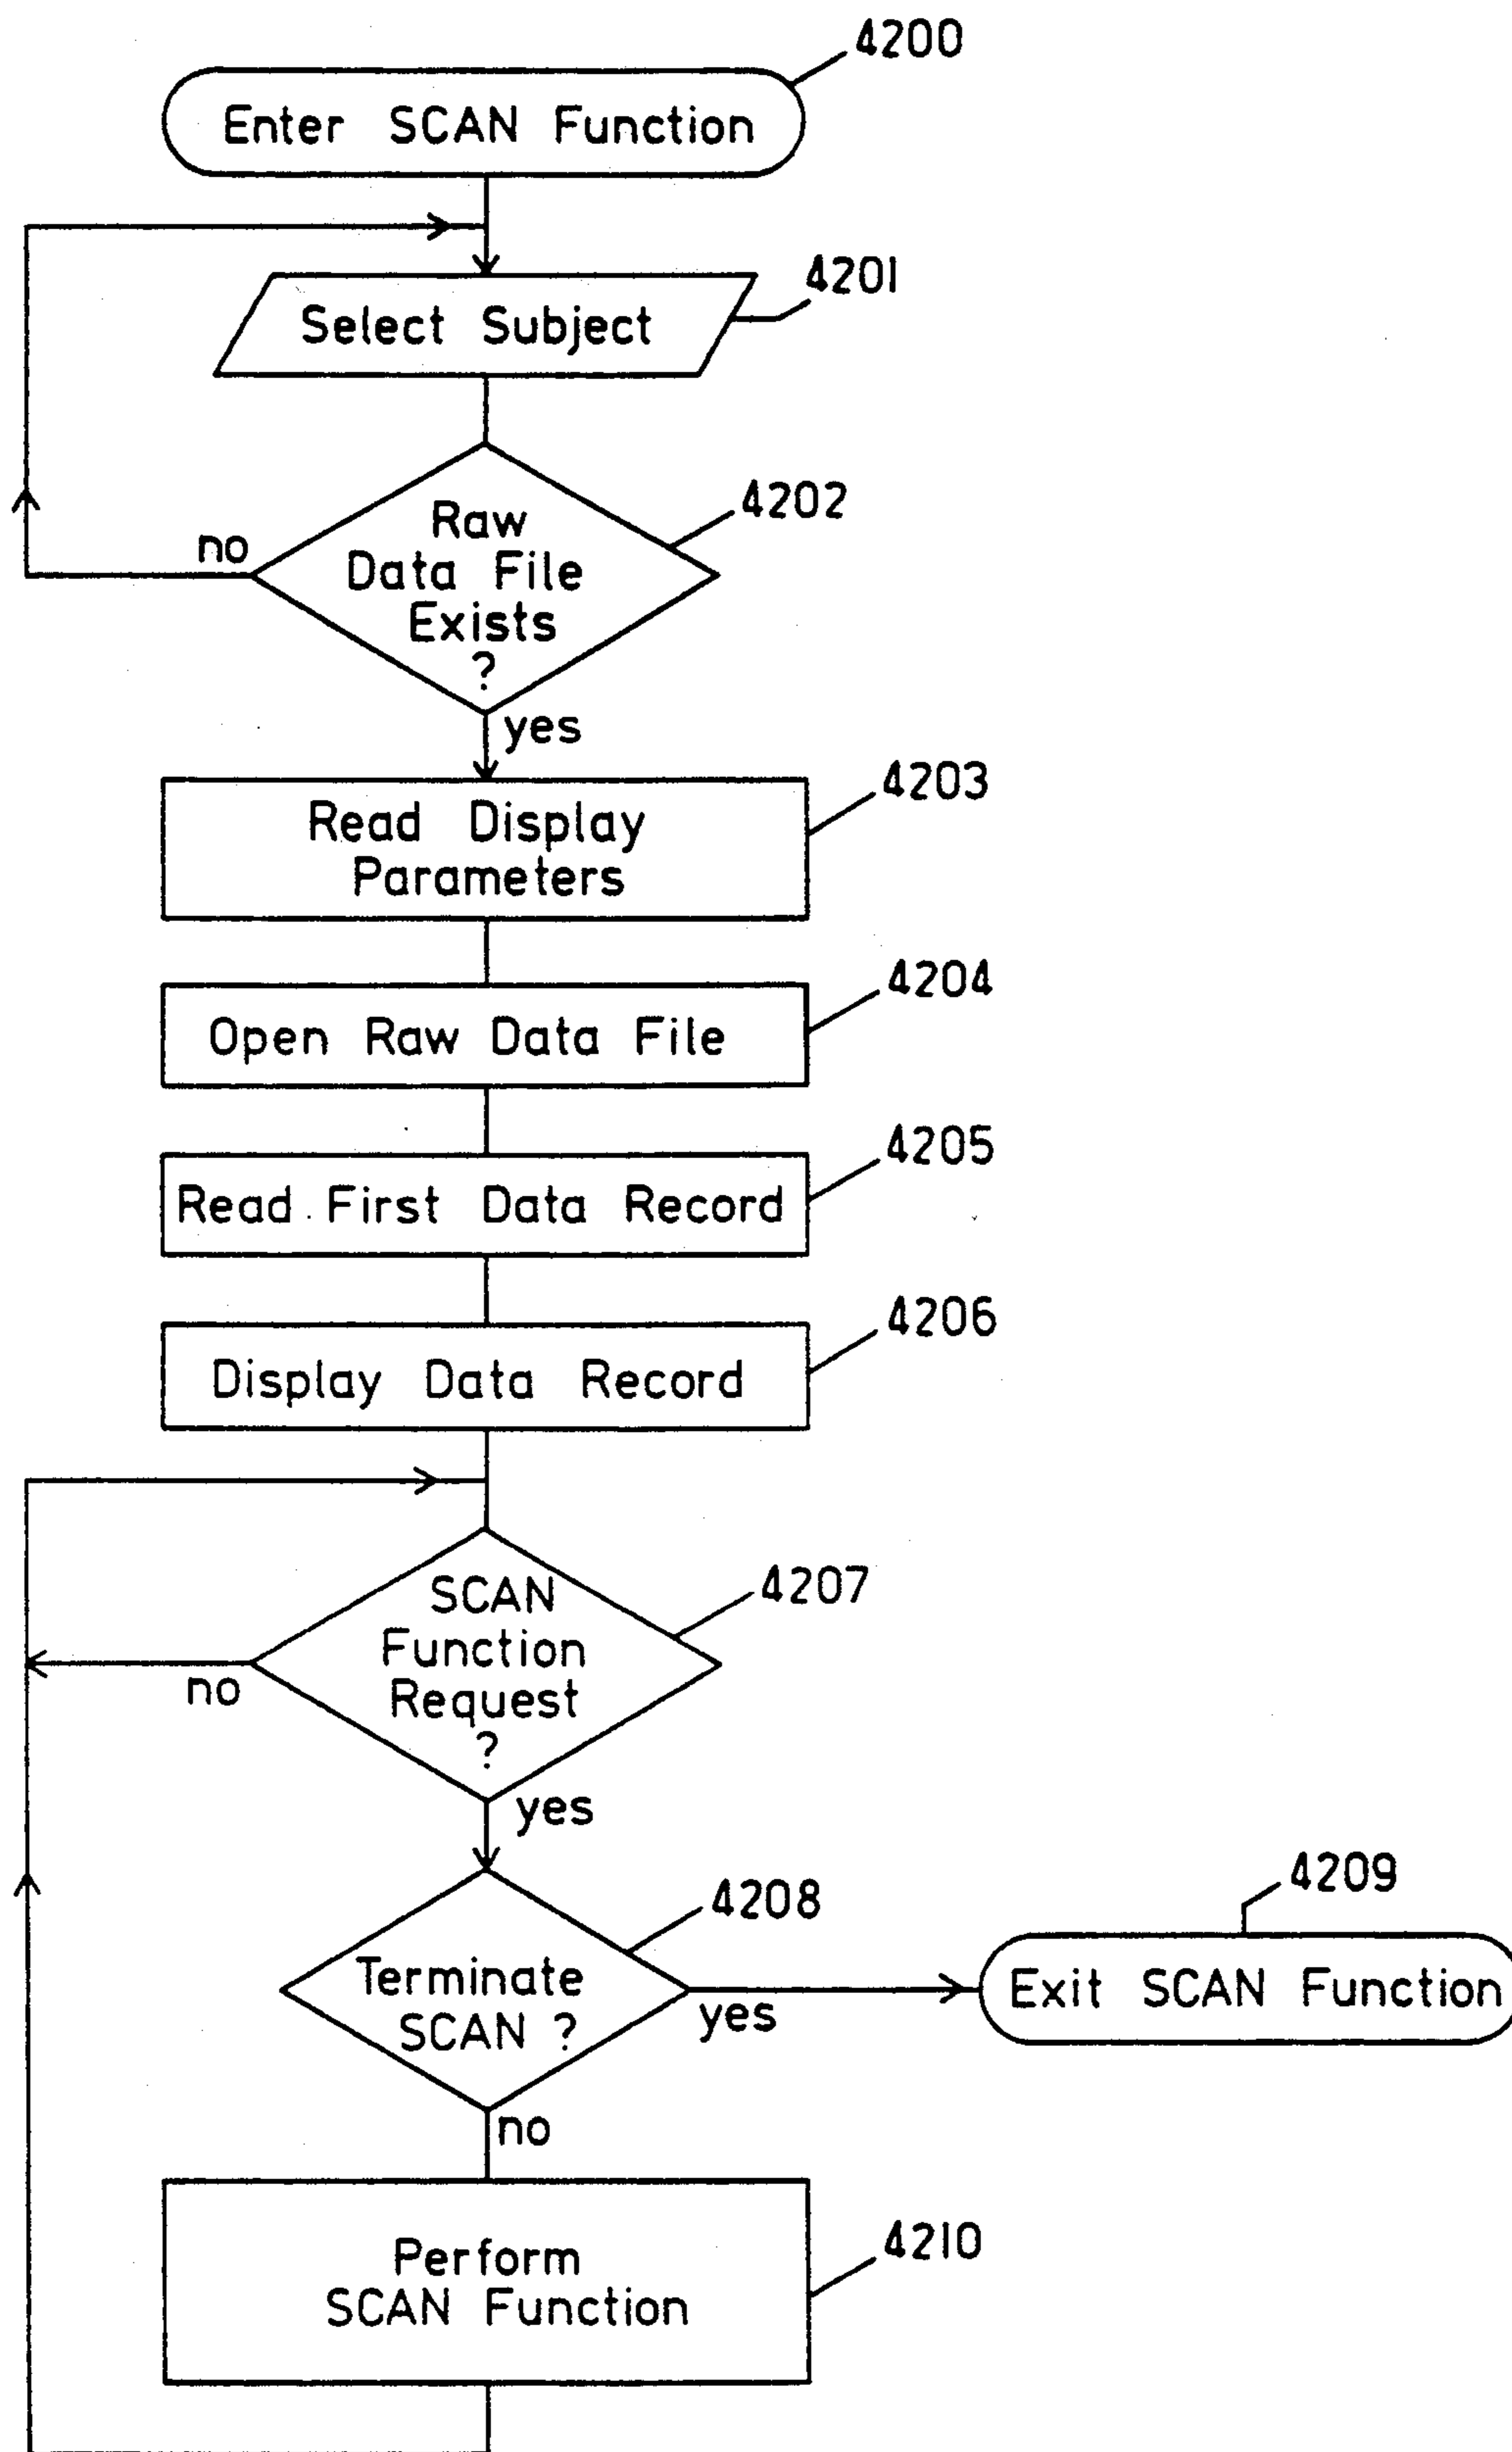 4200
Enter SCAN Function
4201
Select Subject
4202
Raw
Data File
Exists
?
no
yes
4203
Read Display
Parameters
4204
Open Raw Data File
4205
Read First Data Record
4206
Display Data Record
4207
SCAN
Function
Request
?
no
yes
4208
Terminate
SCAN ?
yes
4209
Exit SCAN Function
no
4210
Perform
SCAN Function